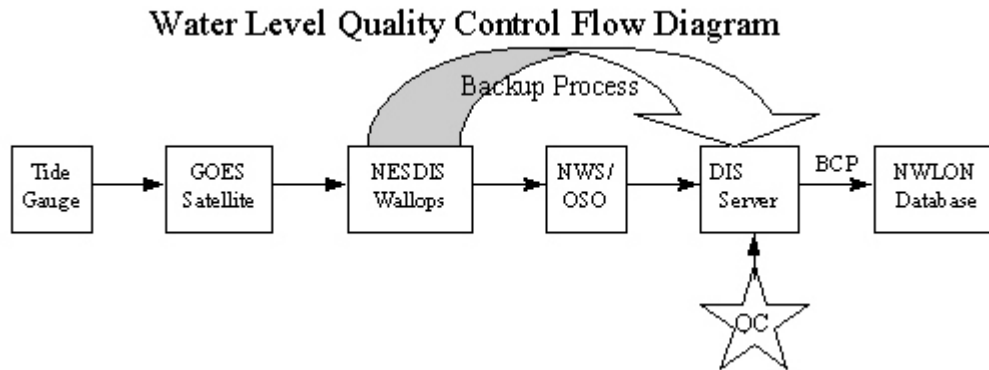 Water Level Quality Control Flow Diagram
Backup Process
Tide
Gauge
GOES
Satellite
NESDIS
Wallops
NWS/
OSO
DIS
Server
BCP
NWLON
Database
QC